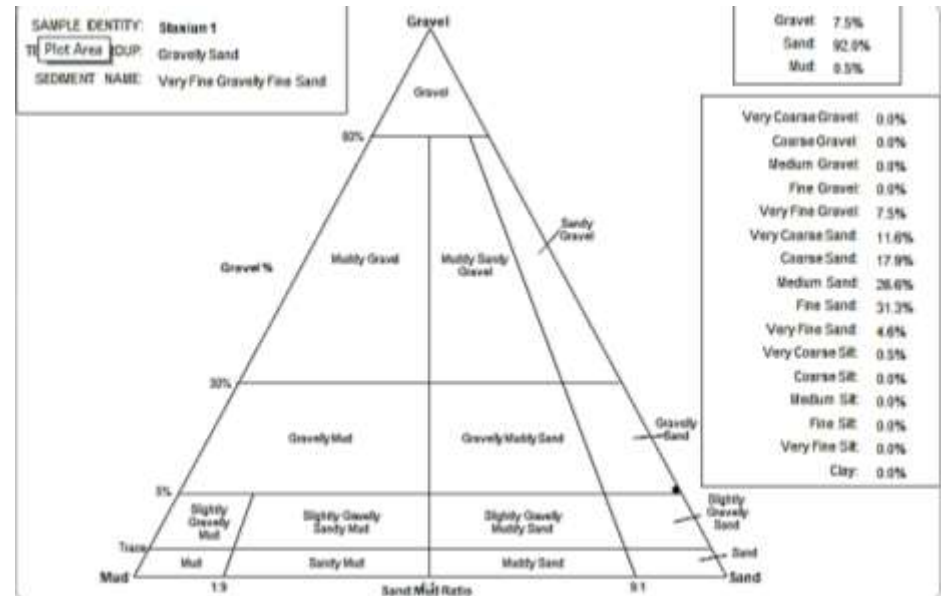 SAMPLE IDENTITY: Stasiun 1
Plot Area
Gravelly Sand
SEDIMENT NAME: Very Fine Gravelly Fine Sand
Gravel: 7.5%
Sand: 92.0%
Mud: 0.5%
Very Coarse Gravel: 0.0%
Coarse Gravel: 0.0%
Medium Gravel: 0.0%
Fine Gravel: 0.0%
Very Fine Gravel: 7.5%
Very Coarse Sand: 11.6%
Coarse Sand: 17.9%
Medium Sand: 26.6%
Fine Sand: 31.3%
Very Fine Sand: 4.6%
Very Coarse Silt: 0.5%
Coarse Silt: 0.0%
Medium Silt: 0.0%
Fine Silt: 0.0%
Very Fine Silt: 0.0%
Clay: 0.0%
Gravel
Gravel
80%
Sandy
Gravel
Muddy Gravel
Muddy Sandy
Gravel
Gravel %
30%
Gravelly Mud
Gravelly Muddy Sand
Gravelly
Sand
5%
Slightly
Gravelly
Mud
Slightly Gravelly
Sandy Mud
Slightly Gravelly
Muddy Sand
Slightly
Gravelly
Sand
Trace
Mud
Sandy Mud
Muddy Sand
Sand
Mud
Sand
1:9
9:1
Sand:Mud Ratio